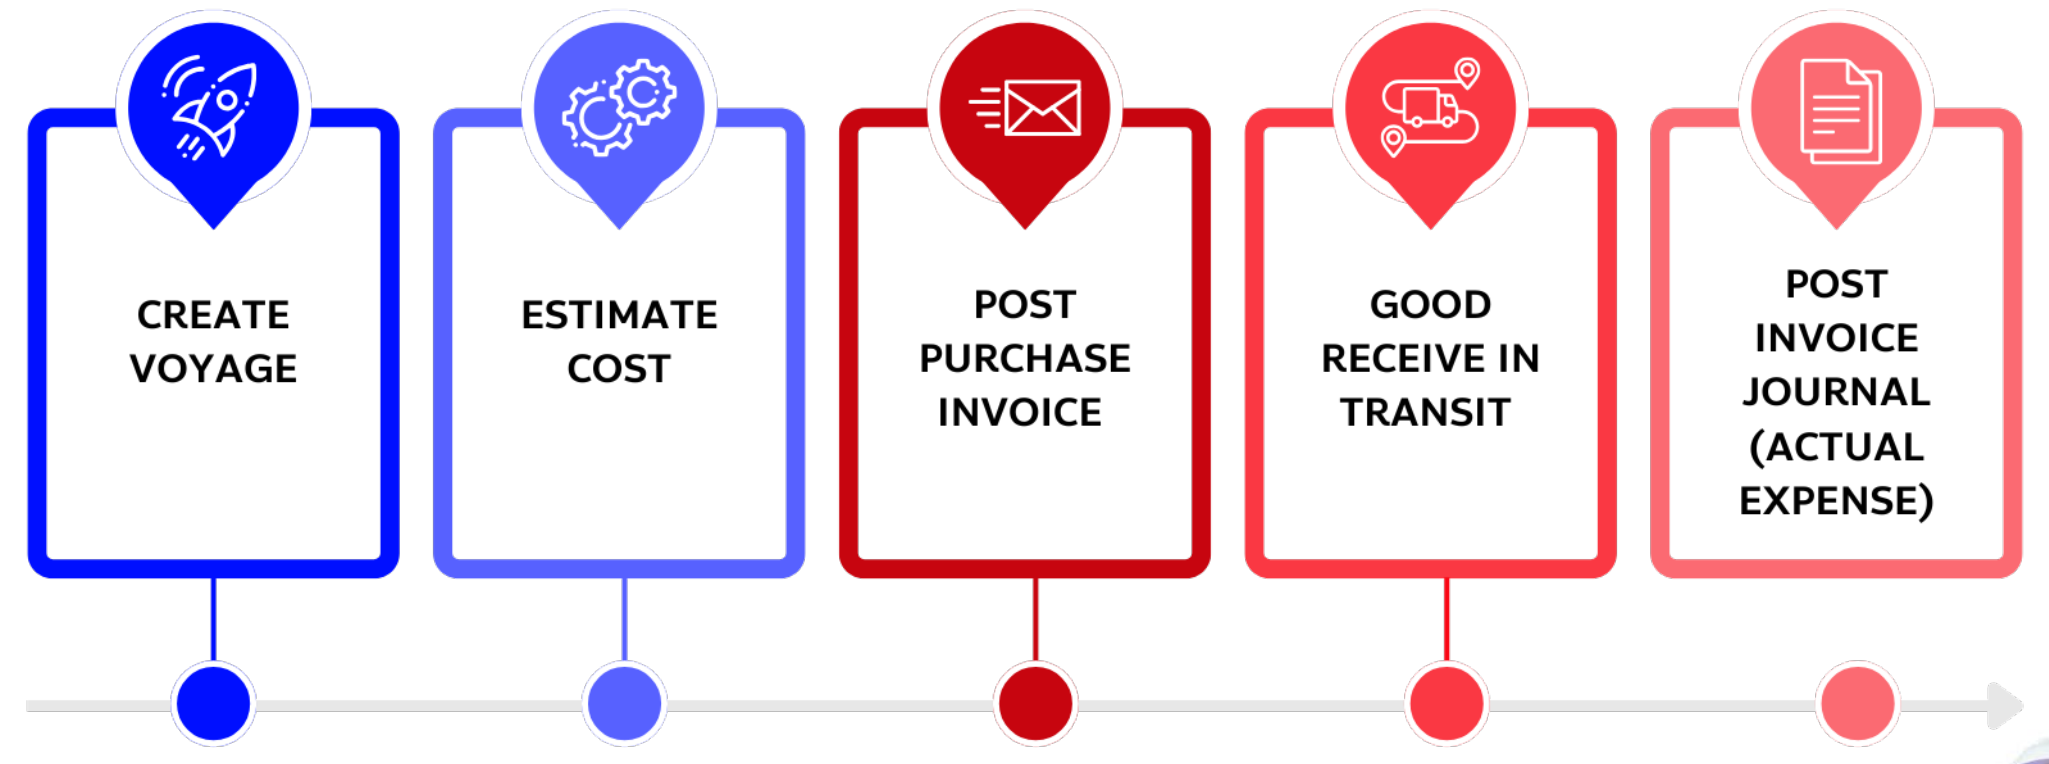 CREATE
VOYAGE
ESTIMATE
COST
POST
PURCHASE
INVOICE
GOOD
RECEIVE IN
TRANSIT
POST
INVOICE
JOURNAL
(ACTUAL
EXPENSE)